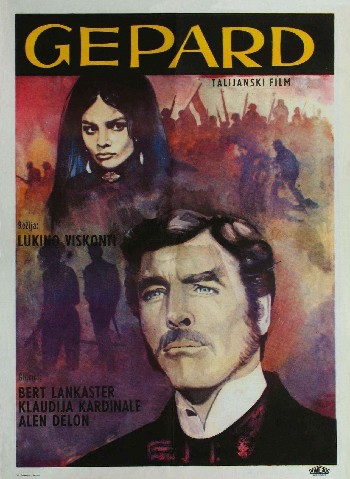 GEPARD
TALIJANSKI FILM
Režija:
LUKINO VISKONTI
BERT LANKASTER
KLAUDIJA KARDINALE
ALEN DELON